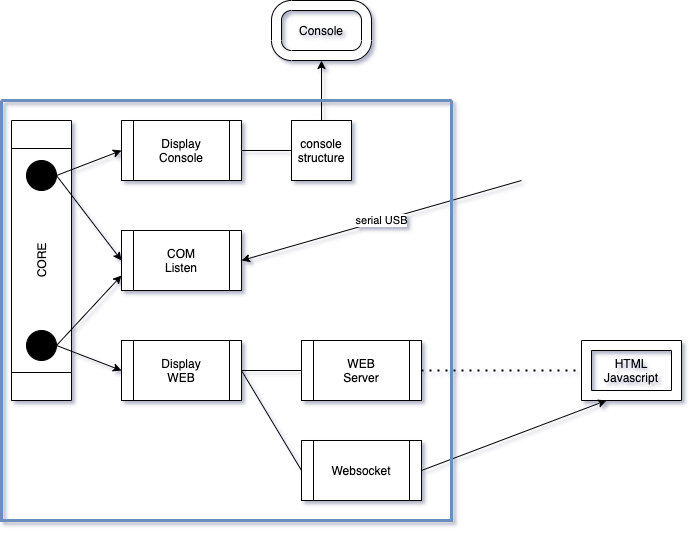 Console
Display
Console
console
structure
serial USB
COM
Listen
CORE
Display
WEB
WEB
Server
HTML
Javascript
Websocket